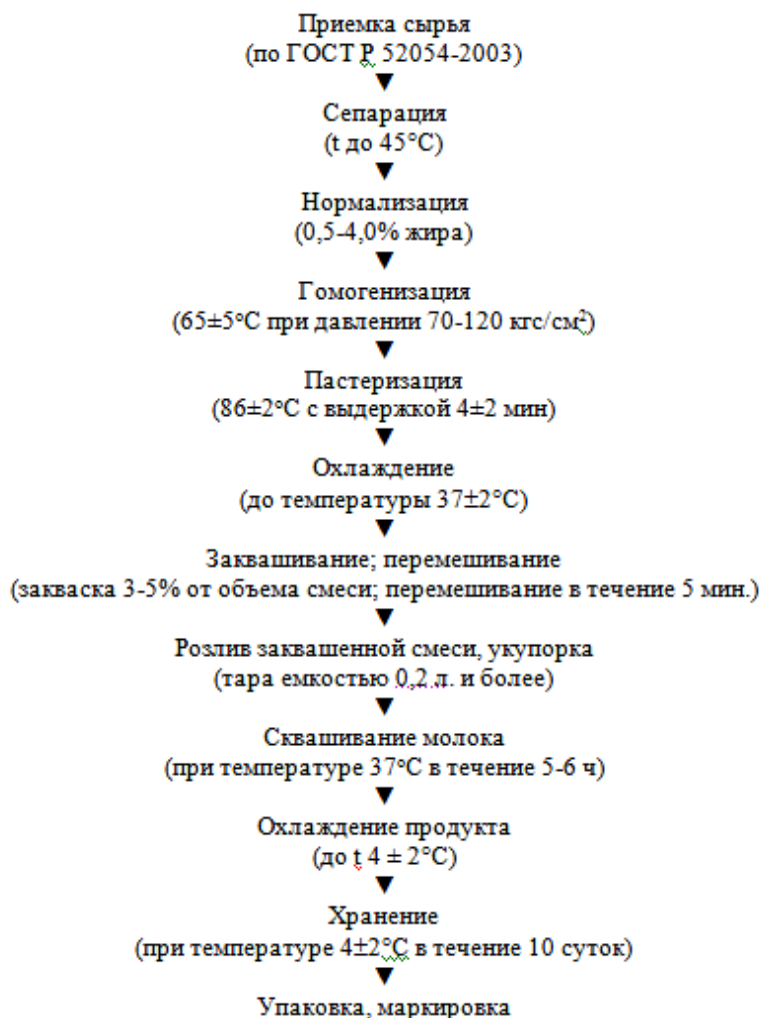 Приемка сырья
(по ГОСТ Р 52054-2003)
▼
Сепарация
(t до 45°С)
▼
Нормализация
(0,5-4,0% жира)
▼
Гомогенизация
(65±5°С при давлении 70-120 кгс/см²)
▼
Пастеризация
(86±2°С с выдержкой 4±2 мин)
▼
Охлаждение
(до температуры 37±2°С)
▼
Заквашивание; перемешивание
(закваска 3-5% от объема смеси; перемешивание в течение 5 мин.)
▼
Розлив заквашенной смеси, укупорка
(тара емкостью 0,2 л. и более)
▼
Сквашивание молока
(при температуре 37°С в течение 5-6 ч)
▼
Охлаждение продукта
(до t 4 ± 2°С)
▼
Хранение
(при температуре 4±2°С в течение 10 суток)
▼
Упаковка, маркировка